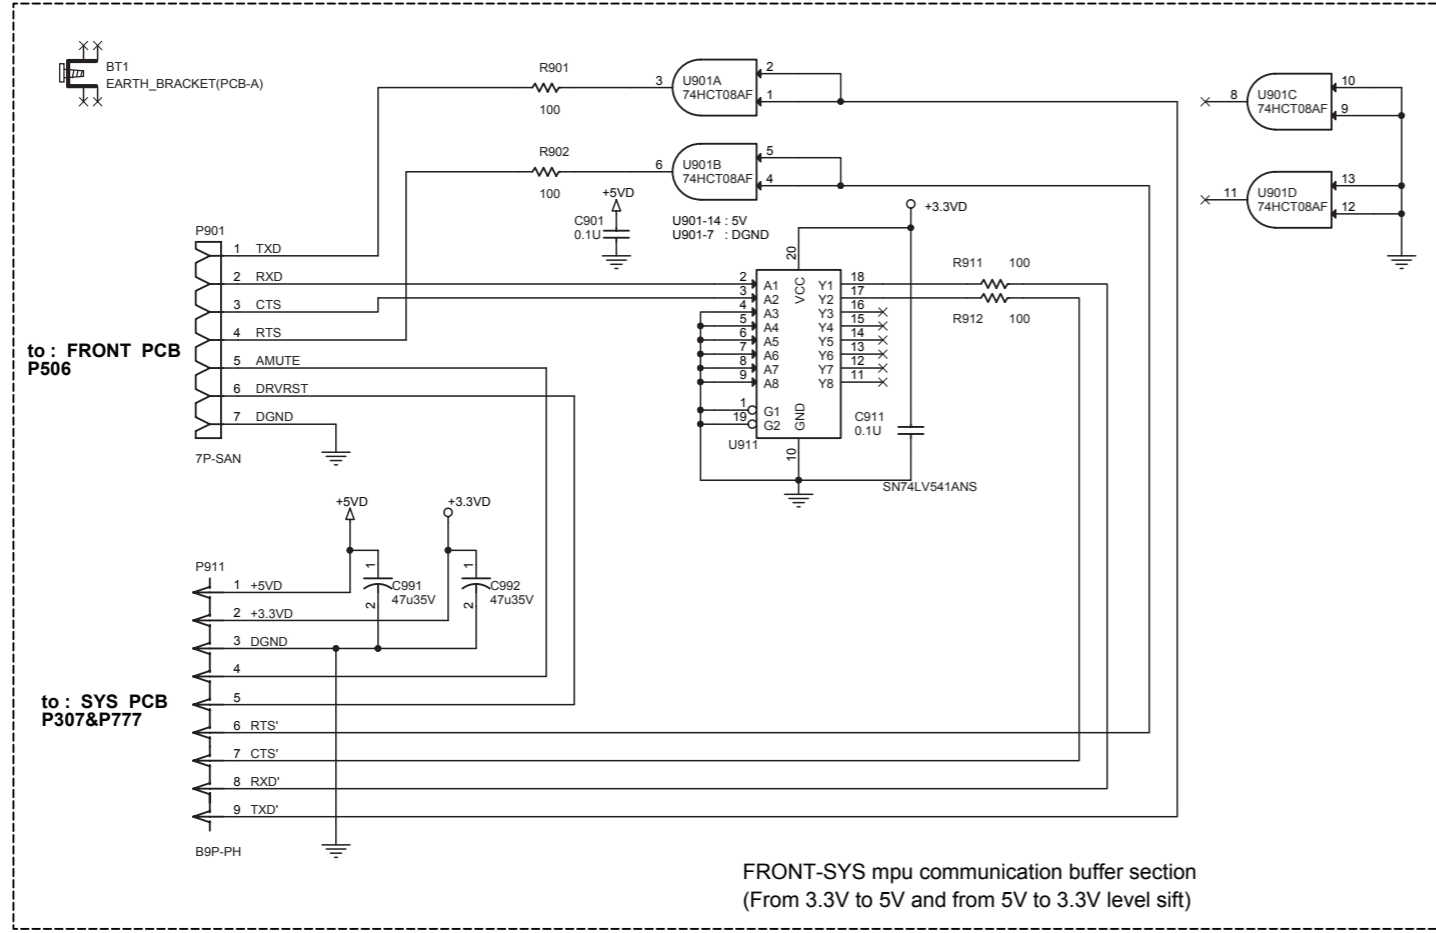 BT1
EARTH_BRACKET(PCB-A)
R901
100
3
U901A
74HCT08AF
2
1
R902
100
6
U901B
74HCT08AF
5
4
8
U901C
74HCT08AF
10
9
11
U901D
74HCT08AF
13
12
+5VD
C901
0.1U
U901-14 : 5V
U901-7 : DGND
+3.3VD
P901
1 TXD
2 RXD
3 CTS
4 RTS
5 AMUTE
6 DRVRST
7 DGND
7P-SAN
to : FRONT PCB
P506
20
VCC
2 A1 Y1 18
3 A2 Y2 17
4 A3 Y3 16
5 A4 Y4 15
6 A5 Y5 14
7 A6 Y6 13
8 A7 Y7 12
9 A8 Y8 11
1 G1
19 G2
GND
10
U911
R911 100
R912 100
C911
0.1U
SN74LV541ANS
+5VD
+3.3VD
1
C991
47u35V
2
1
C992
47u35V
2
P911
1 +5VD
2 +3.3VD
3 DGND
4
5
6 RTS'
7 CTS'
8 RXD'
9 TXD'
B9P-PH
to : SYS PCB
P307&P777
FRONT-SYS mpu communication buffer section
(From 3.3V to 5V and from 5V to 3.3V level sift)